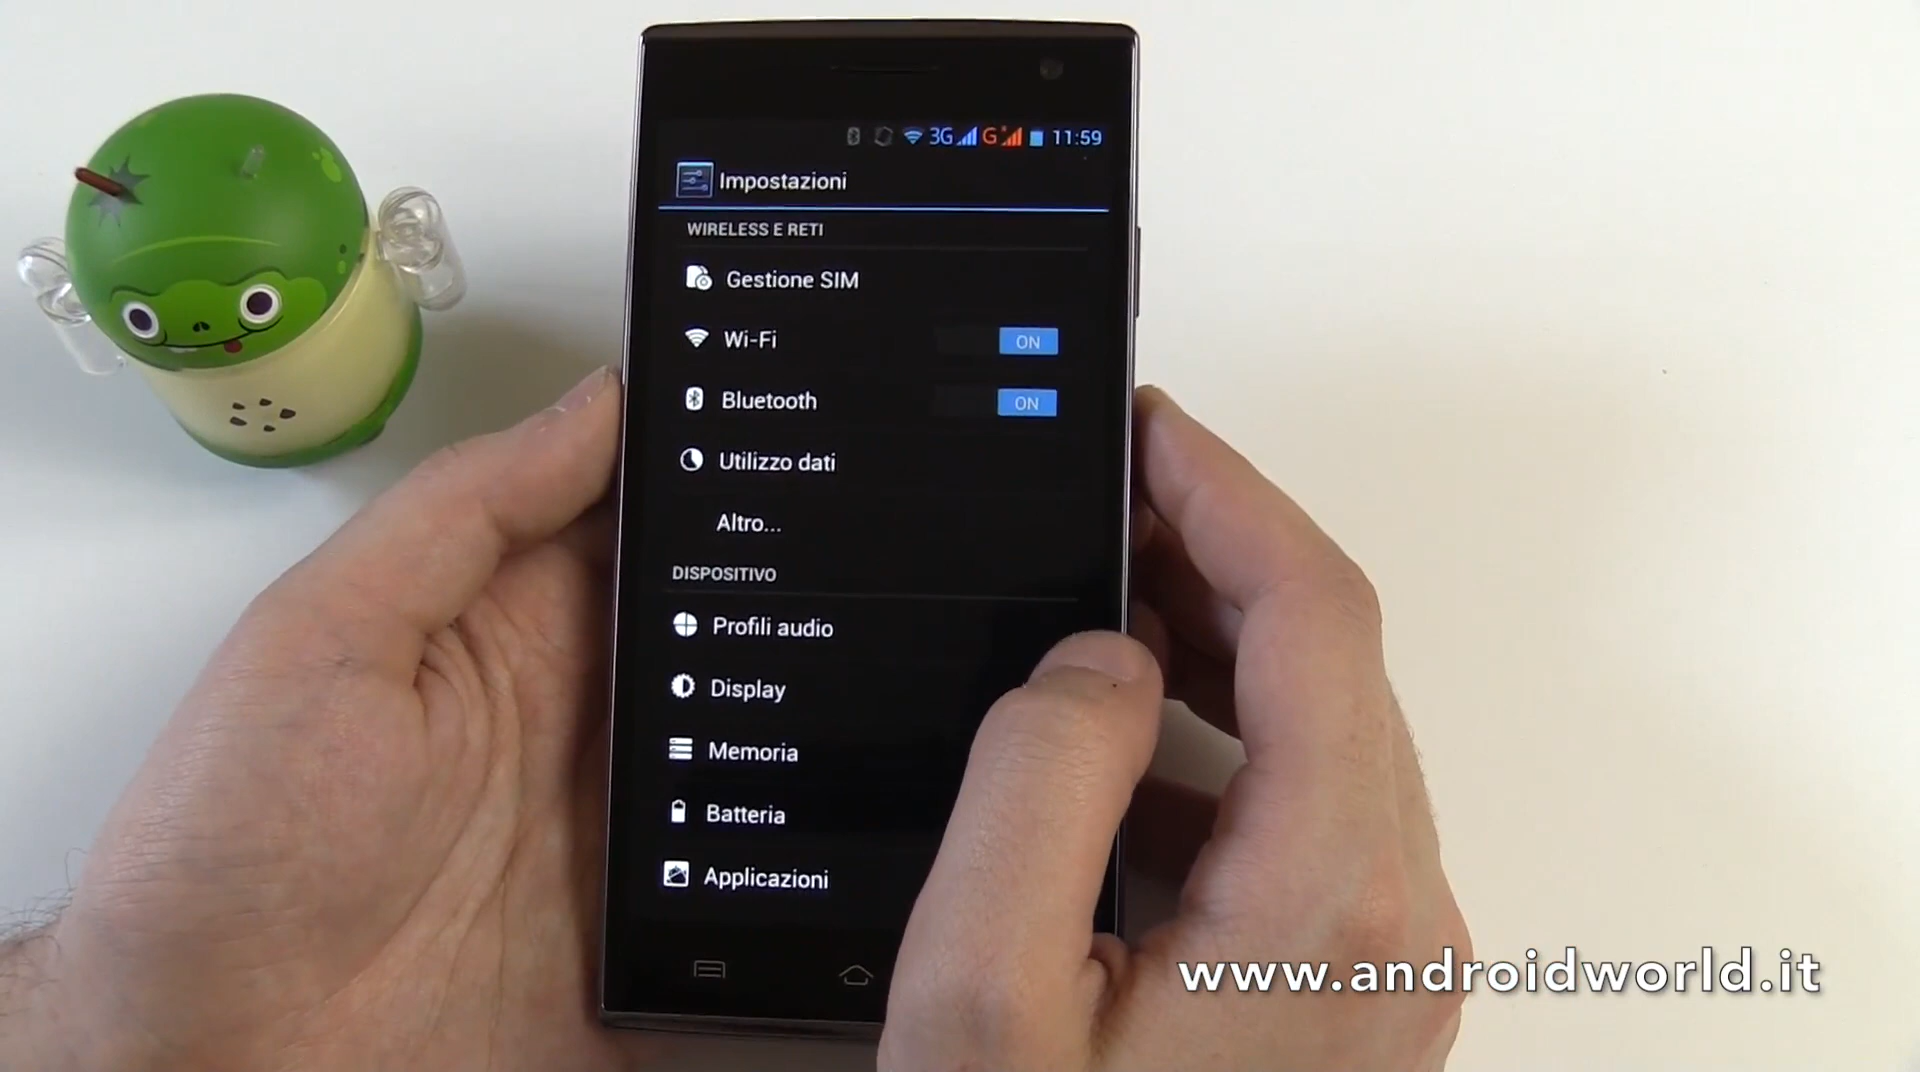 3G G 11:59
Impostazioni
WIRELESS E RETI
Gestione SIM
Wi-Fi ON
Bluetooth ON
Utilizzo dati
Altro...
DISPOSITIVO
Profili audio
Display
Memoria
Batteria
Applicazioni
www.androidworld.it